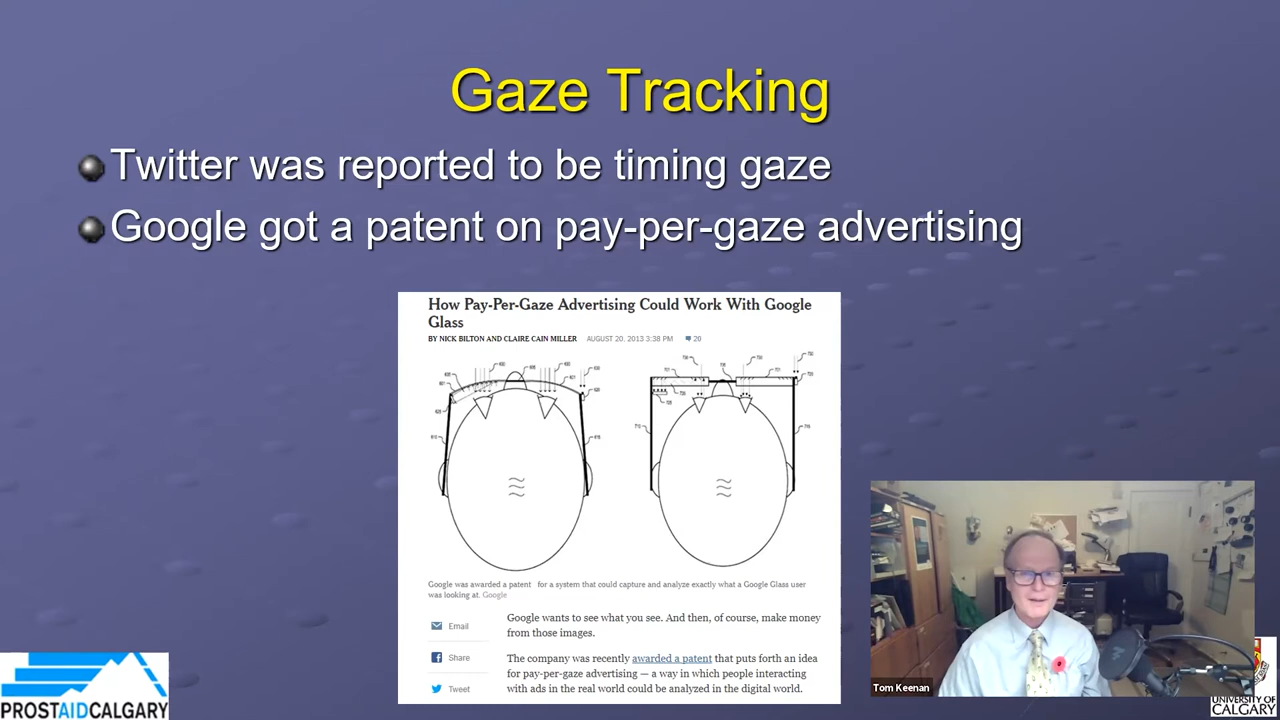 Gaze Tracking
Twitter was reported to be timing gaze
Google got a patent on pay-per-gaze advertising
How Pay-Per-Gaze Advertising Could Work With Google
Glass
BY NICK BILTON AND CLAIRE CAIN MILLER AUGUST 20, 2013 3:38 PM 20
Google was awarded a patent for a system that could capture and analyze exactly what a Google Glass user
was looking at. Google
Google wants to see what you see. And then, of course, make money
from those images.
Email
Share
Tweet
The company was recently awarded a patent that puts forth an idea
for pay-per-gaze advertising — a way in which people interacting
with ads in the real world could be analyzed in the digital world.
Tom Keenan
PROSTAIDCALGARY
UNIVERSITY OF
CALGARY